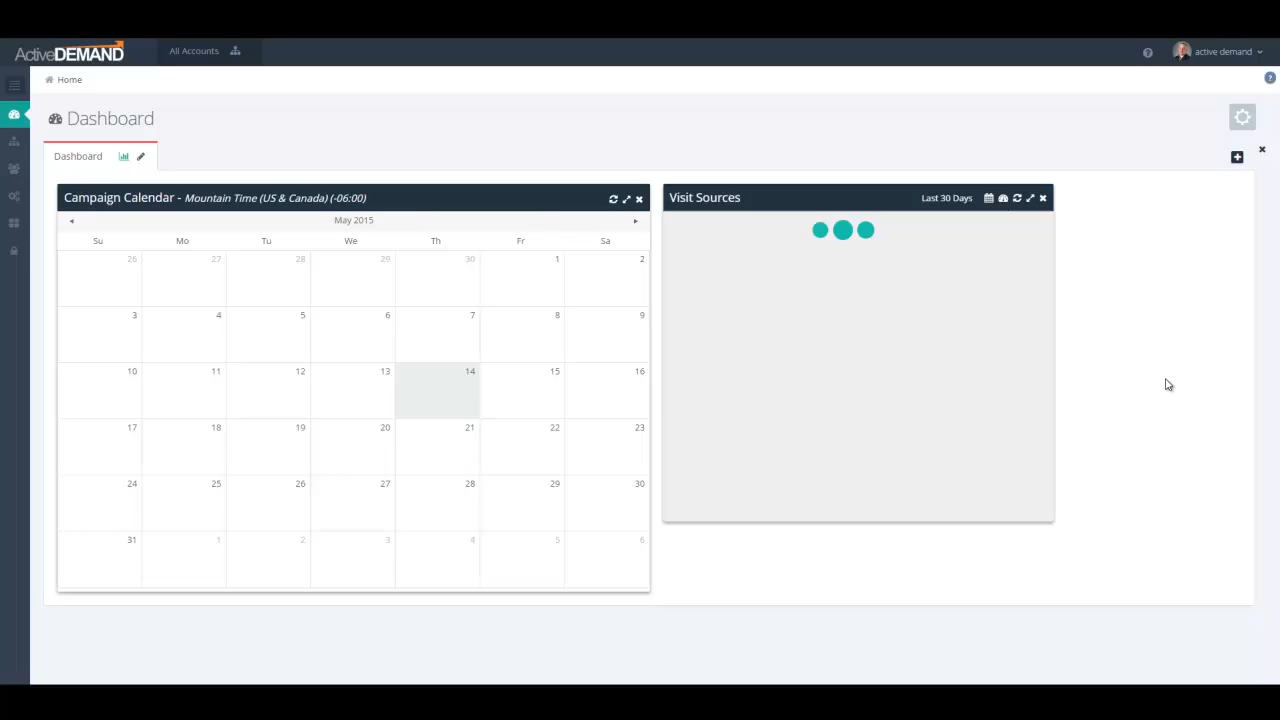 ActiveDEMAND
All Accounts
active demand
Home
Dashboard
Dashboard
Campaign Calendar - Mountain Time (US & Canada) (-06:00)
May 2015
Su Mo Tu We Th Fr Sa
26 27 28 29 30 1 2
3 4 5 6 7 8 9
10 11 12 13 14 15 16
17 18 19 20 21 22 23
24 25 26 27 28 29 30
31 1 2 3 4 5 6
Visit Sources
Last 30 Days